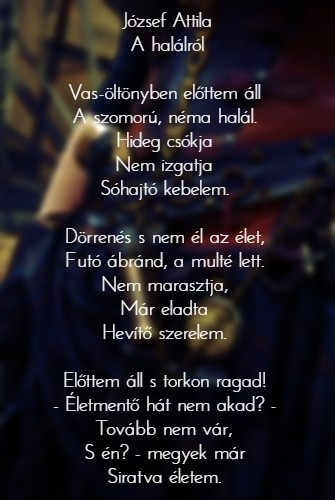 József Attila
A halálról

Vas-öltönyben előttem áll
A szomorú, néma halál.
Hideg csókja
Nem izgatja
Sóhajtó kebelem.

Dörrenés s nem él az élet,
Futó ábránd, a multé lett.
Nem marasztja,
Már eladta
Hevítő szerelem.

Előttem áll s torkon ragad!
- Életmentő hát nem akad? -
Tovább nem vár,
S én? - megyek már
Siratva életem.